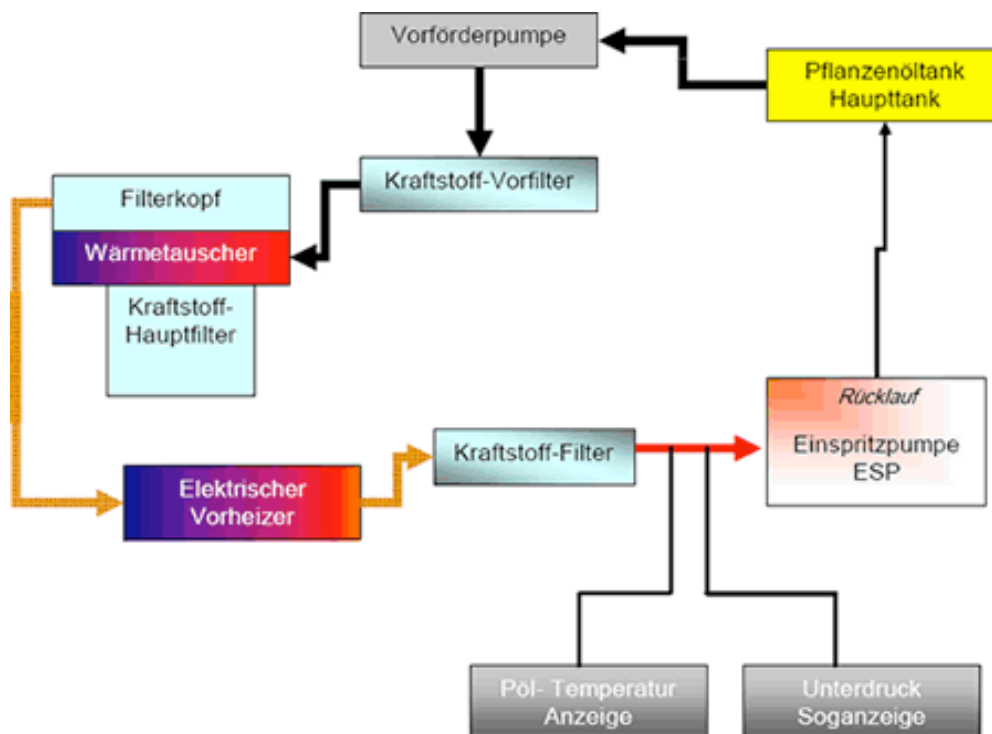 Vorförderpumpe
Pflanzenöltank
Haupttank
Kraftstoff-Vorfilter
Filterkopf
Wärmetauscher
Kraftstoff-
Hauptfilter
Rücklauf
Einspritzpumpe
ESP
Kraftstoff-Filter
Elektrischer
Vorheizer
Pöl- Temperatur
Anzeige
Unterdruck
Soganzeige